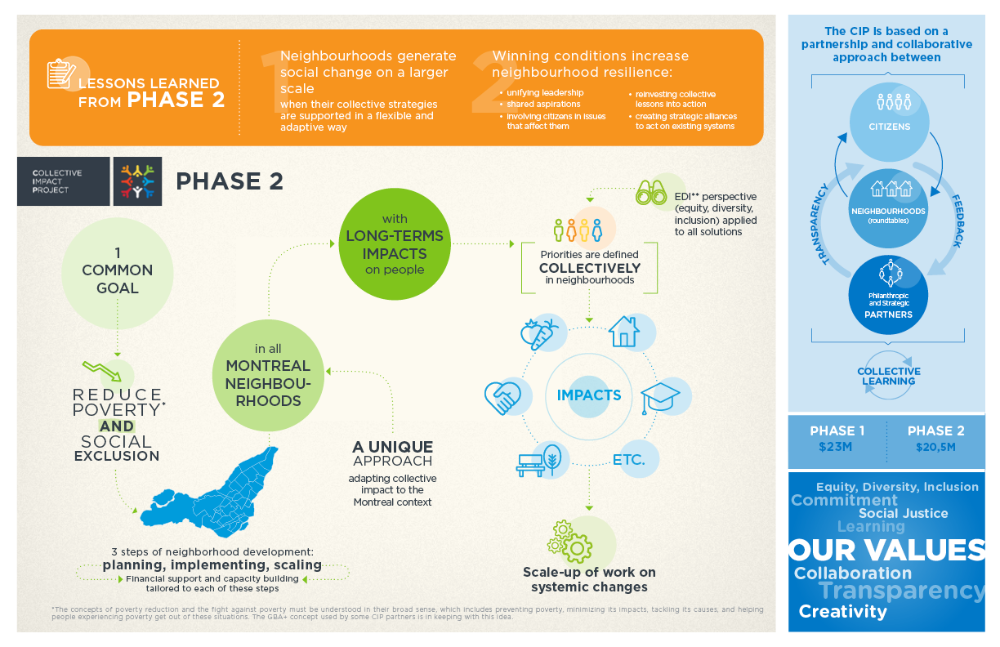 LESSONS LEARNED
FROM PHASE 2
1
Neighbourhoods generate
social change on a larger
scale
when their collective strategies
are supported in a flexible and
adaptive way
2
Winning conditions increase
neighbourhood resilience:
• unifying leadership
• shared aspirations
• involving citizens in issues
that affect them
• reinvesting collective
lessons into action
• creating strategic alliances
to act on existing systems
COLLECTIVE
IMPACT
PROJECT
PHASE 2
1
COMMON
GOAL
REDUCE
POVERTY*
AND
SOCIAL
EXCLUSION
in all
MONTREAL
NEIGHBOU-
RHOODS
with
LONG-TERMS
IMPACTS
on people
A UNIQUE
APPROACH
adapting collective
impact to the
Montreal context
3 steps of neighborhood development:
planning, implementing, scaling
Financial support and capacity building
tailored to each of these steps
EDI** perspective
(equity, diversity,
inclusion) applied
to all solutions
Priorities are defined
COLLECTIVELY
in neighbourhoods
IMPACTS
ETC.
Scale-up of work on
systemic changes
*The concepts of poverty reduction and the fight against poverty must be understood in their broad sense, which includes preventing poverty, minimizing its impacts, tackling its causes, and helping
people experiencing poverty get out of these situations. The GBA+ concept used by some CIP partners is in keeping with this idea.
The CIP is based on a
partnership and collaborative
approach between
CITIZENS
NEIGHBOURHOODS
(roundtables)
TRANSPARENCY
FEEDBACK
Philanthropic
and Strategic
PARTNERS
COLLECTIVE
LEARNING
PHASE 1
$23M
PHASE 2
$20,5M
Equity, Diversity, Inclusion
Commitment
Social Justice
Learning
OUR VALUES
Collaboration
Transparency
Creativity